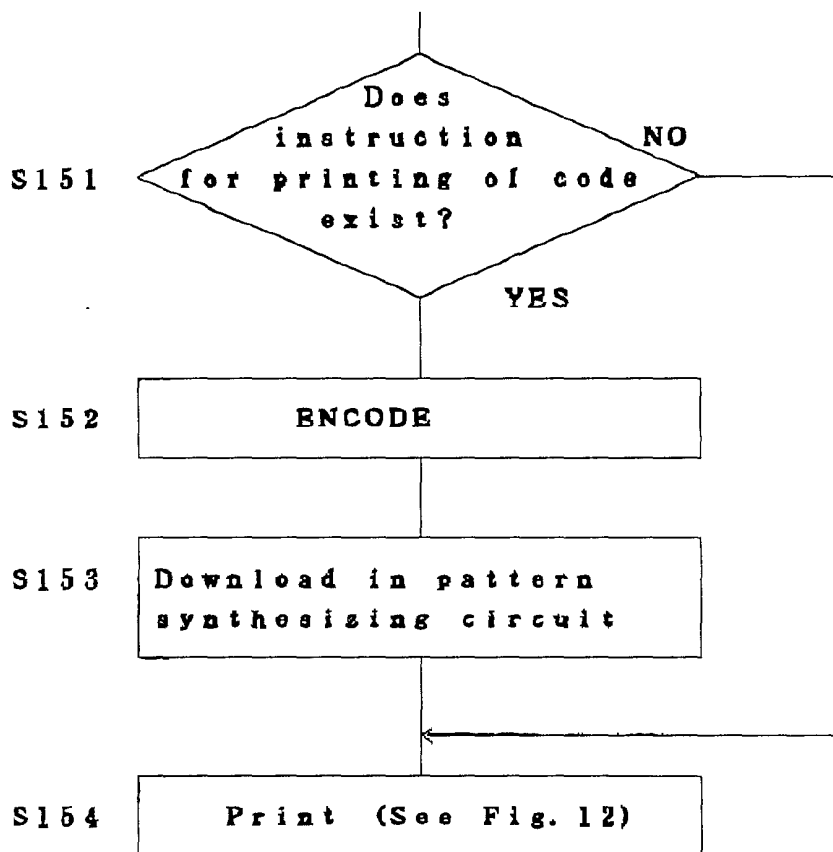 Does
instruction
NO
S151
for printing of code
exist?
YES
S152
ENCODE
S153
Download in pattern
synthesizing circuit
S154
Print (See Fig. 12)